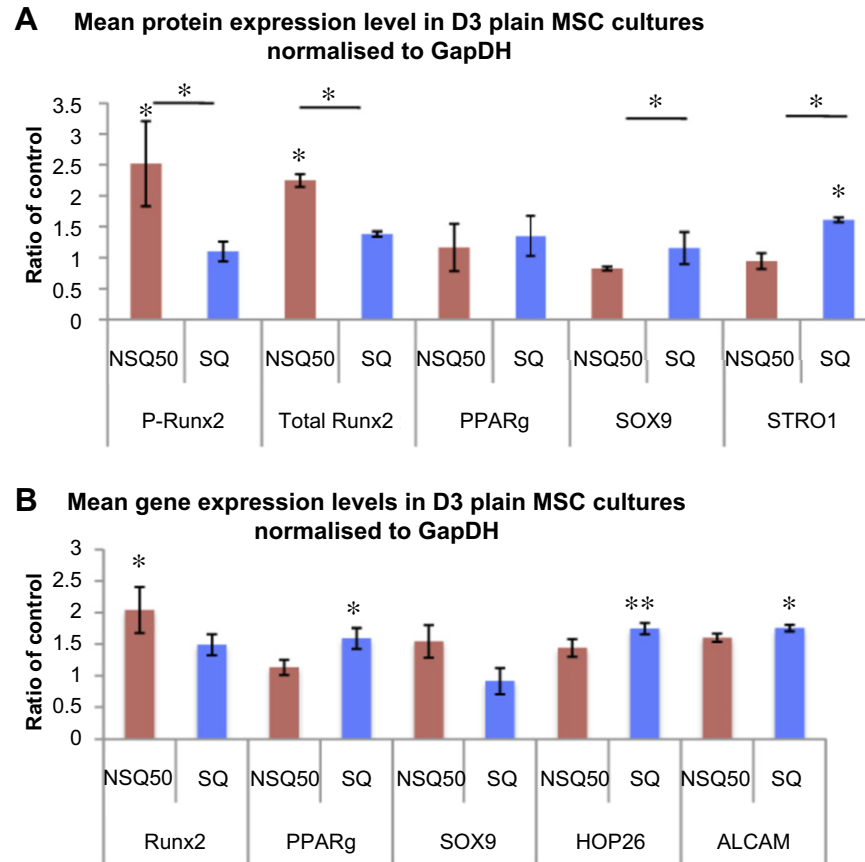 A Mean protein expression level in D3 plain MSC cultures
normalised to GapDH
* * * *
3.5
3
2.5
2
1.5
1
0.5
0
Ratio of control
* * *
NSQ50 SQ NSQ50 SQ NSQ50 SQ NSQ50 SQ NSQ50 SQ
P-Runx2 Total Runx2 PPARg SOX9 STRO1
B Mean gene expression levels in D3 plain MSC cultures
normalised to GapDH
3
2.5
2
1.5
1
0.5
0
Ratio of control
* * ** *
NSQ50 SQ NSQ50 SQ NSQ50 SQ NSQ50 SQ NSQ50 SQ
Runx2 PPARg SOX9 HOP26 ALCAM